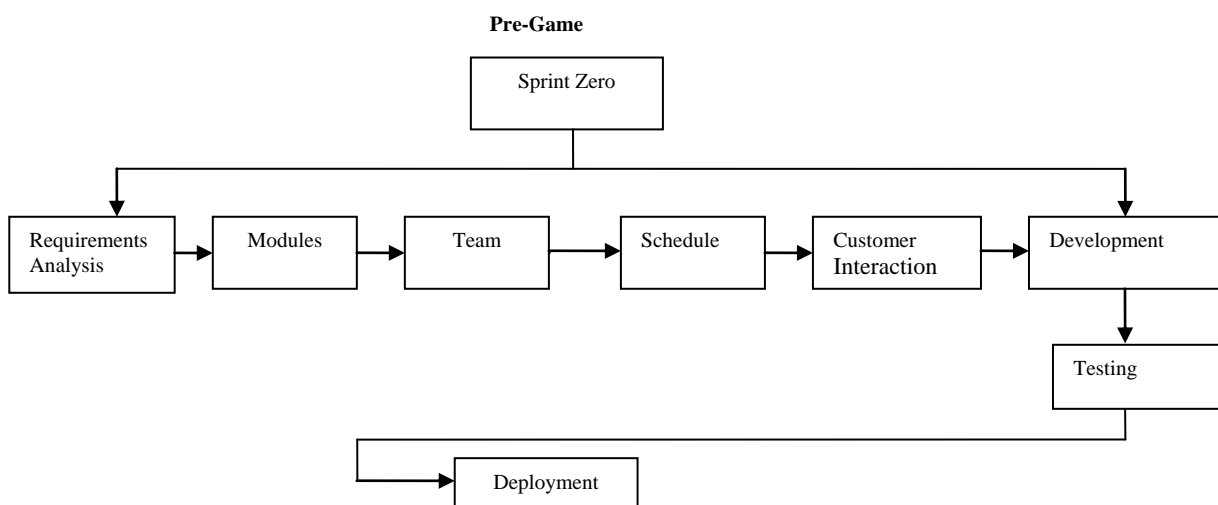 Pre-Game
Sprint Zero
Requirements
Analysis
Modules
Team
Schedule
Customer
Interaction
Development
Testing
Deployment